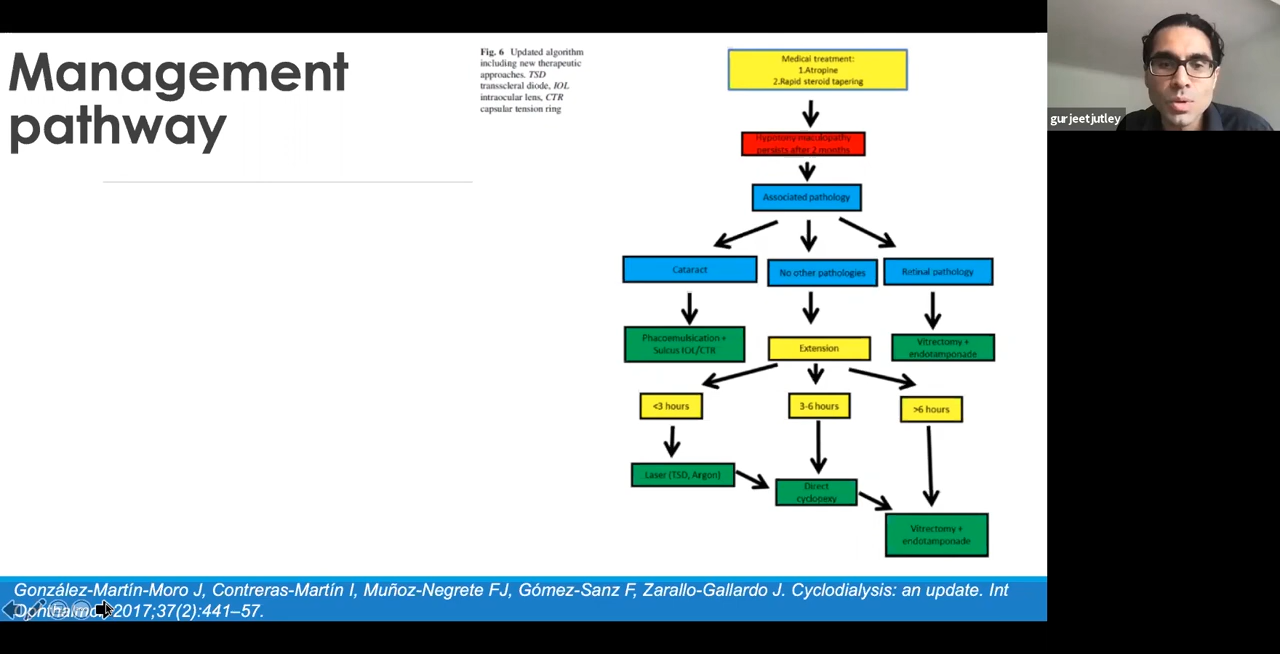 Management
pathway
Fig. 6 Updated algorithm
including new therapeutic
approaches. TSD
transscleral diode, IOL
intraocular lens, CTR
capsular tension ring
Medical treatment:
1.Atropine
2.Rapid steroid tapering
Hypotony maculopathy
persists after 2 months
Associated pathology
Cataract
No other pathologies
Retinal pathology
Phacoemulsication +
Sulcus IOL/CTR
Extension
Vitrectomy +
endotamponade
<3 hours
3-6 hours
>6 hours
Laser (TSD, Argon)
Direct
cyclopexy
Vitrectomy +
endotamponade
González-Martín-Moro J, Contreras-Martín I, Muñoz-Negrete FJ, Gómez-Sanz F, Zarallo-Gallardo J. Cyclodialysis: an update. Int
2017;37(2):441–57.
gurjeetjutley